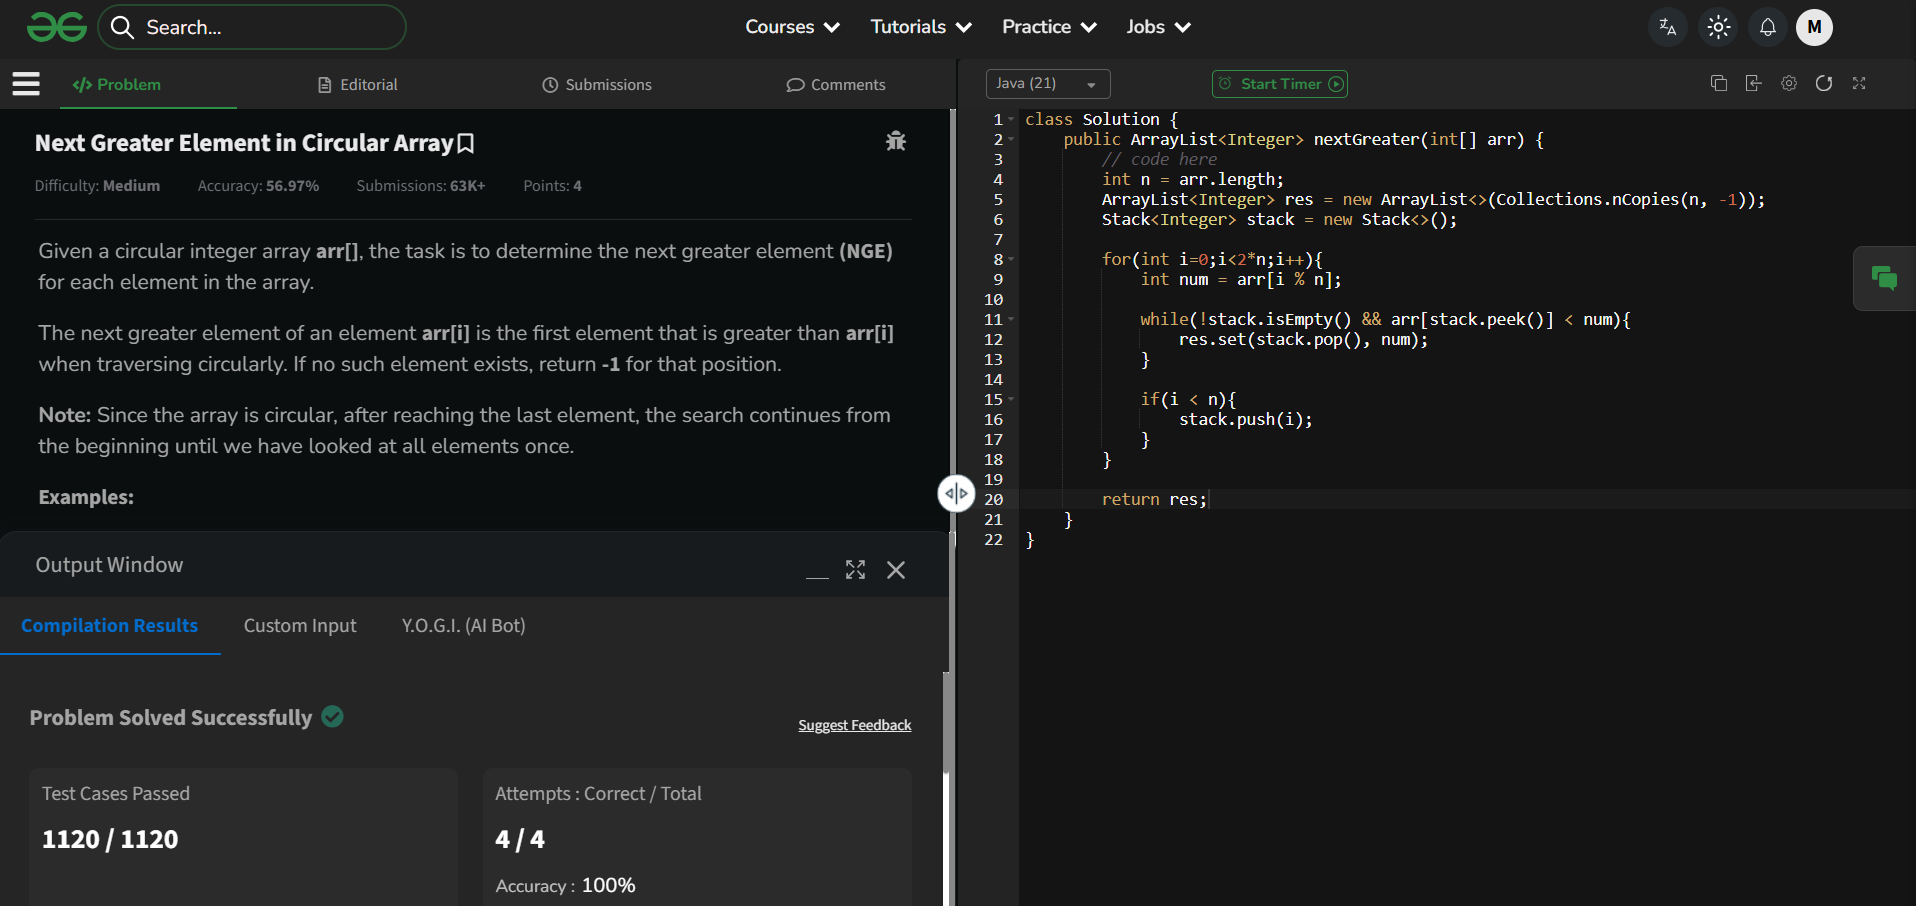 Search...
Courses
Tutorials
Practice
Jobs
M
</> Problem
Editorial
Submissions
Comments
Next Greater Element in Circular Array
Difficulty: Medium Accuracy: 56.97% Submissions: 63K+ Points: 4
Given a circular integer array arr[], the task is to determine the next greater element (NGE)
for each element in the array.
The next greater element of an element arr[i] is the first element that is greater than arr[i]
when traversing circularly. If no such element exists, return -1 for that position.
Note: Since the array is circular, after reaching the last element, the search continues from
the beginning until we have looked at all elements once.
Examples:
Output Window
Compilation Results
Custom Input
Y.O.G.I. (AI Bot)
Problem Solved Successfully
Suggest Feedback
Test Cases Passed
1120 / 1120
Attempts : Correct / Total
4 / 4
Accuracy : 100%
Java (21)
Start Timer
1 class Solution {
2     public ArrayList<Integer> nextGreater(int[] arr) {
3         // code here
4         int n = arr.length;
5         ArrayList<Integer> res = new ArrayList<>(Collections.nCopies(n, -1));
6         Stack<Integer> stack = new Stack<>();
7
8         for(int i=0;i<2*n;i++){
9             int num = arr[i % n];
10
11             while(!stack.isEmpty() && arr[stack.peek()] < num){
12                 res.set(stack.pop(), num);
13             }
14
15             if(i < n){
16                 stack.push(i);
17             }
18         }
19
20         return res;
21     }
22 }